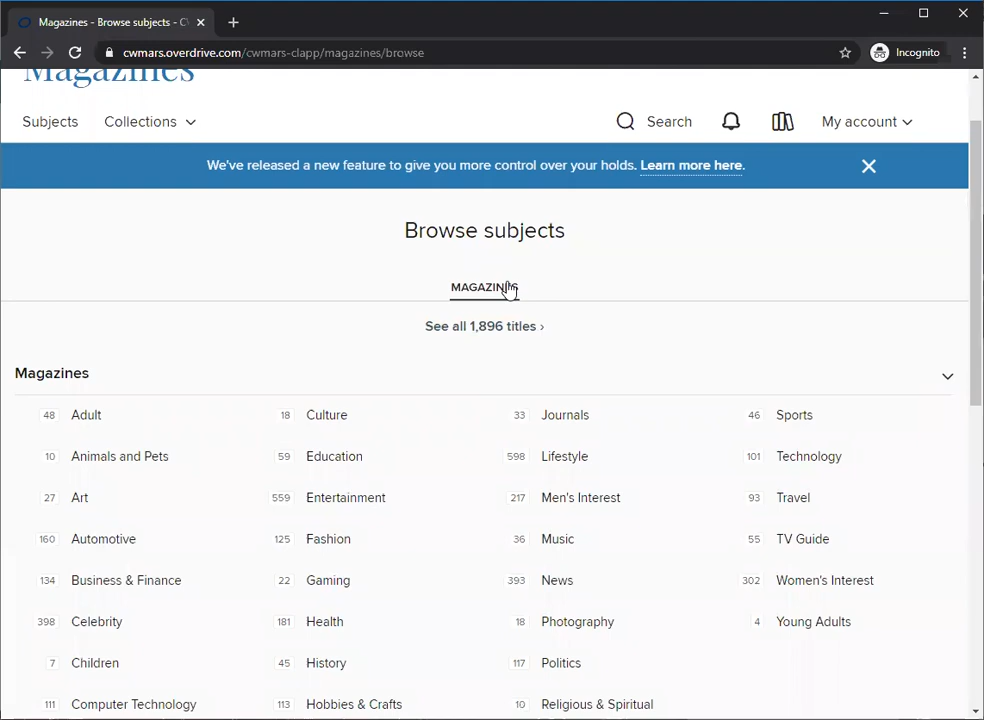 Magazines - Browse subjects - C
cwmars.overdrive.com/cwmars-clapp/magazines/browse
Incognito
Magazines
Subjects
Collections
Search
My account
We've released a new feature to give you more control over your holds. Learn more here.
Browse subjects
MAGAZINES
See all 1,896 titles ›
Magazines
48 Adult
10 Animals and Pets
27 Art
160 Automotive
134 Business & Finance
398 Celebrity
7 Children
111 Computer Technology
18 Culture
59 Education
559 Entertainment
125 Fashion
22 Gaming
181 Health
45 History
113 Hobbies & Crafts
33 Journals
598 Lifestyle
217 Men's Interest
36 Music
393 News
18 Photography
117 Politics
10 Religious & Spiritual
46 Sports
101 Technology
93 Travel
55 TV Guide
302 Women's Interest
4 Young Adults